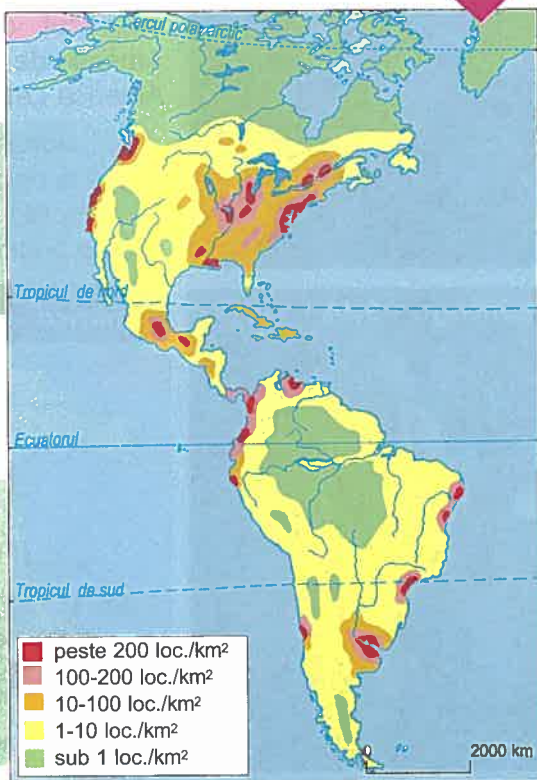 Cercul polar arctic
Tropicul de nord
Ecuatorul
Tropicul de sud
peste 200 loc./km²
100-200 loc./km²
10-100 loc./km²
1-10 loc./km²
sub 1 loc./km²
0 2000 km